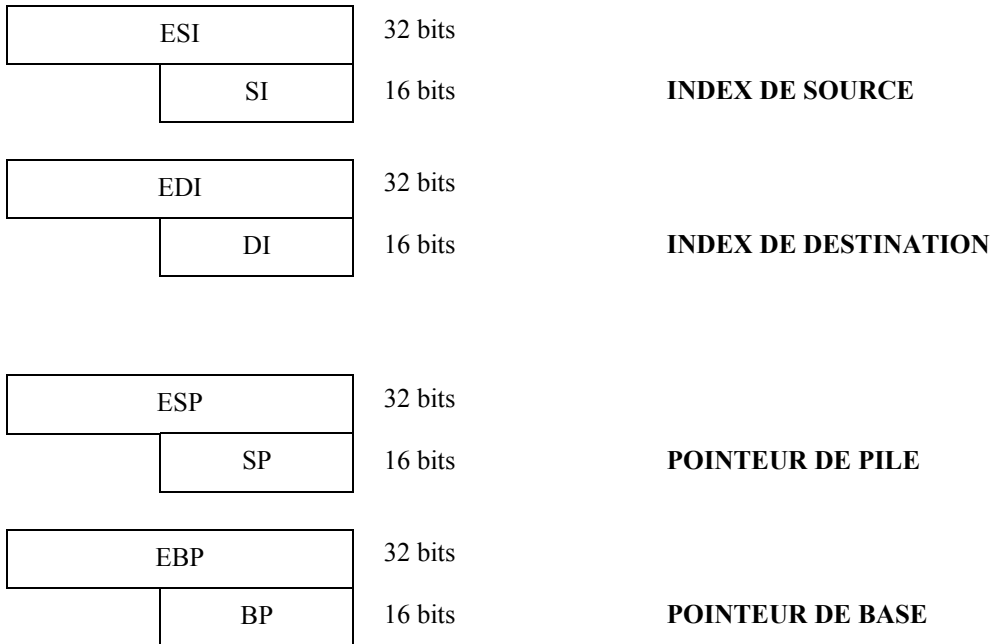 ESI 32 bits
SI 16 bits INDEX DE SOURCE
EDI 32 bits
DI 16 bits INDEX DE DESTINATION
ESP 32 bits
SP 16 bits POINTEUR DE PILE
EBP 32 bits
BP 16 bits POINTEUR DE BASE